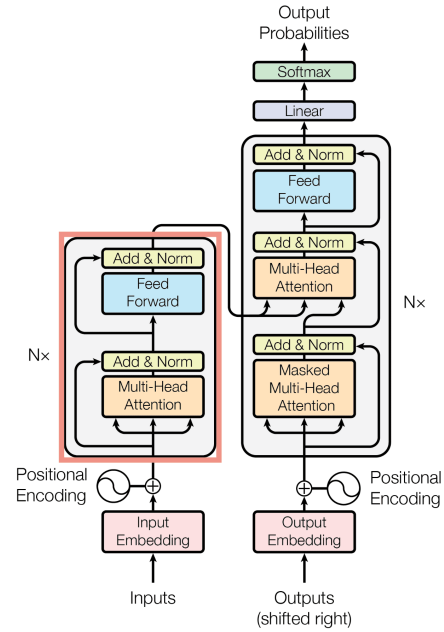 Output
Probabilities
Softmax
Linear
Add & Norm
Feed
Forward
Add & Norm
Multi-Head
Attention
Add & Norm
Masked
Multi-Head
Attention
N×
Positional
Encoding
Output
Embedding
Outputs
(shifted right)
Add & Norm
Feed
Forward
Add & Norm
Multi-Head
Attention
N×
Positional
Encoding
Input
Embedding
Inputs